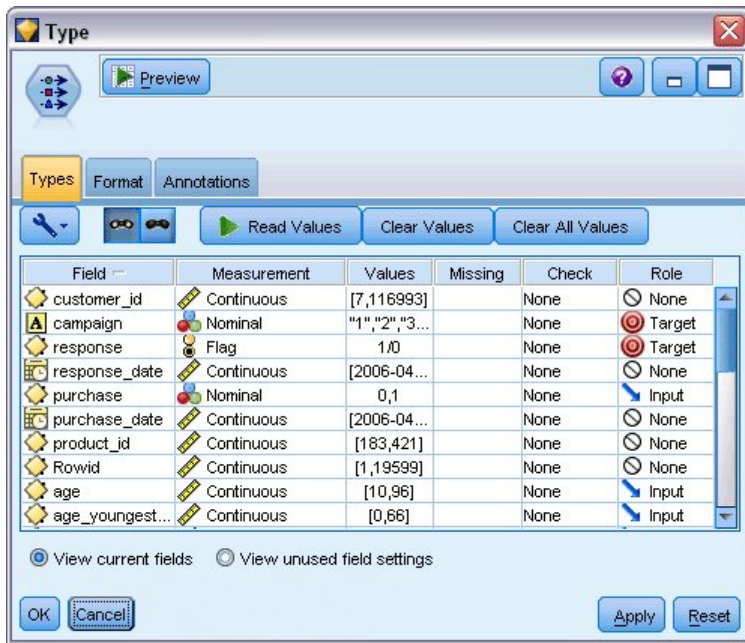 Type
Preview
Types Format Annotations
Read Values Clear Values Clear All Values
Field Measurement Values Missing Check Role
customer_id Continuous [7,116993] None None
A campaign Nominal "1","2","3... None Target
response Flag 1/0 None Target
response_date Continuous [2006-04... None None
purchase Nominal 0,1 None Input
purchase_date Continuous [2006-04... None None
product_id Continuous [183,421] None None
Rowid Continuous [1,19599] None None
age Continuous [10,96] None Input
age_youngest... Continuous [0,66] None Input
View current fields View unused field settings
OK Cancel Apply Reset